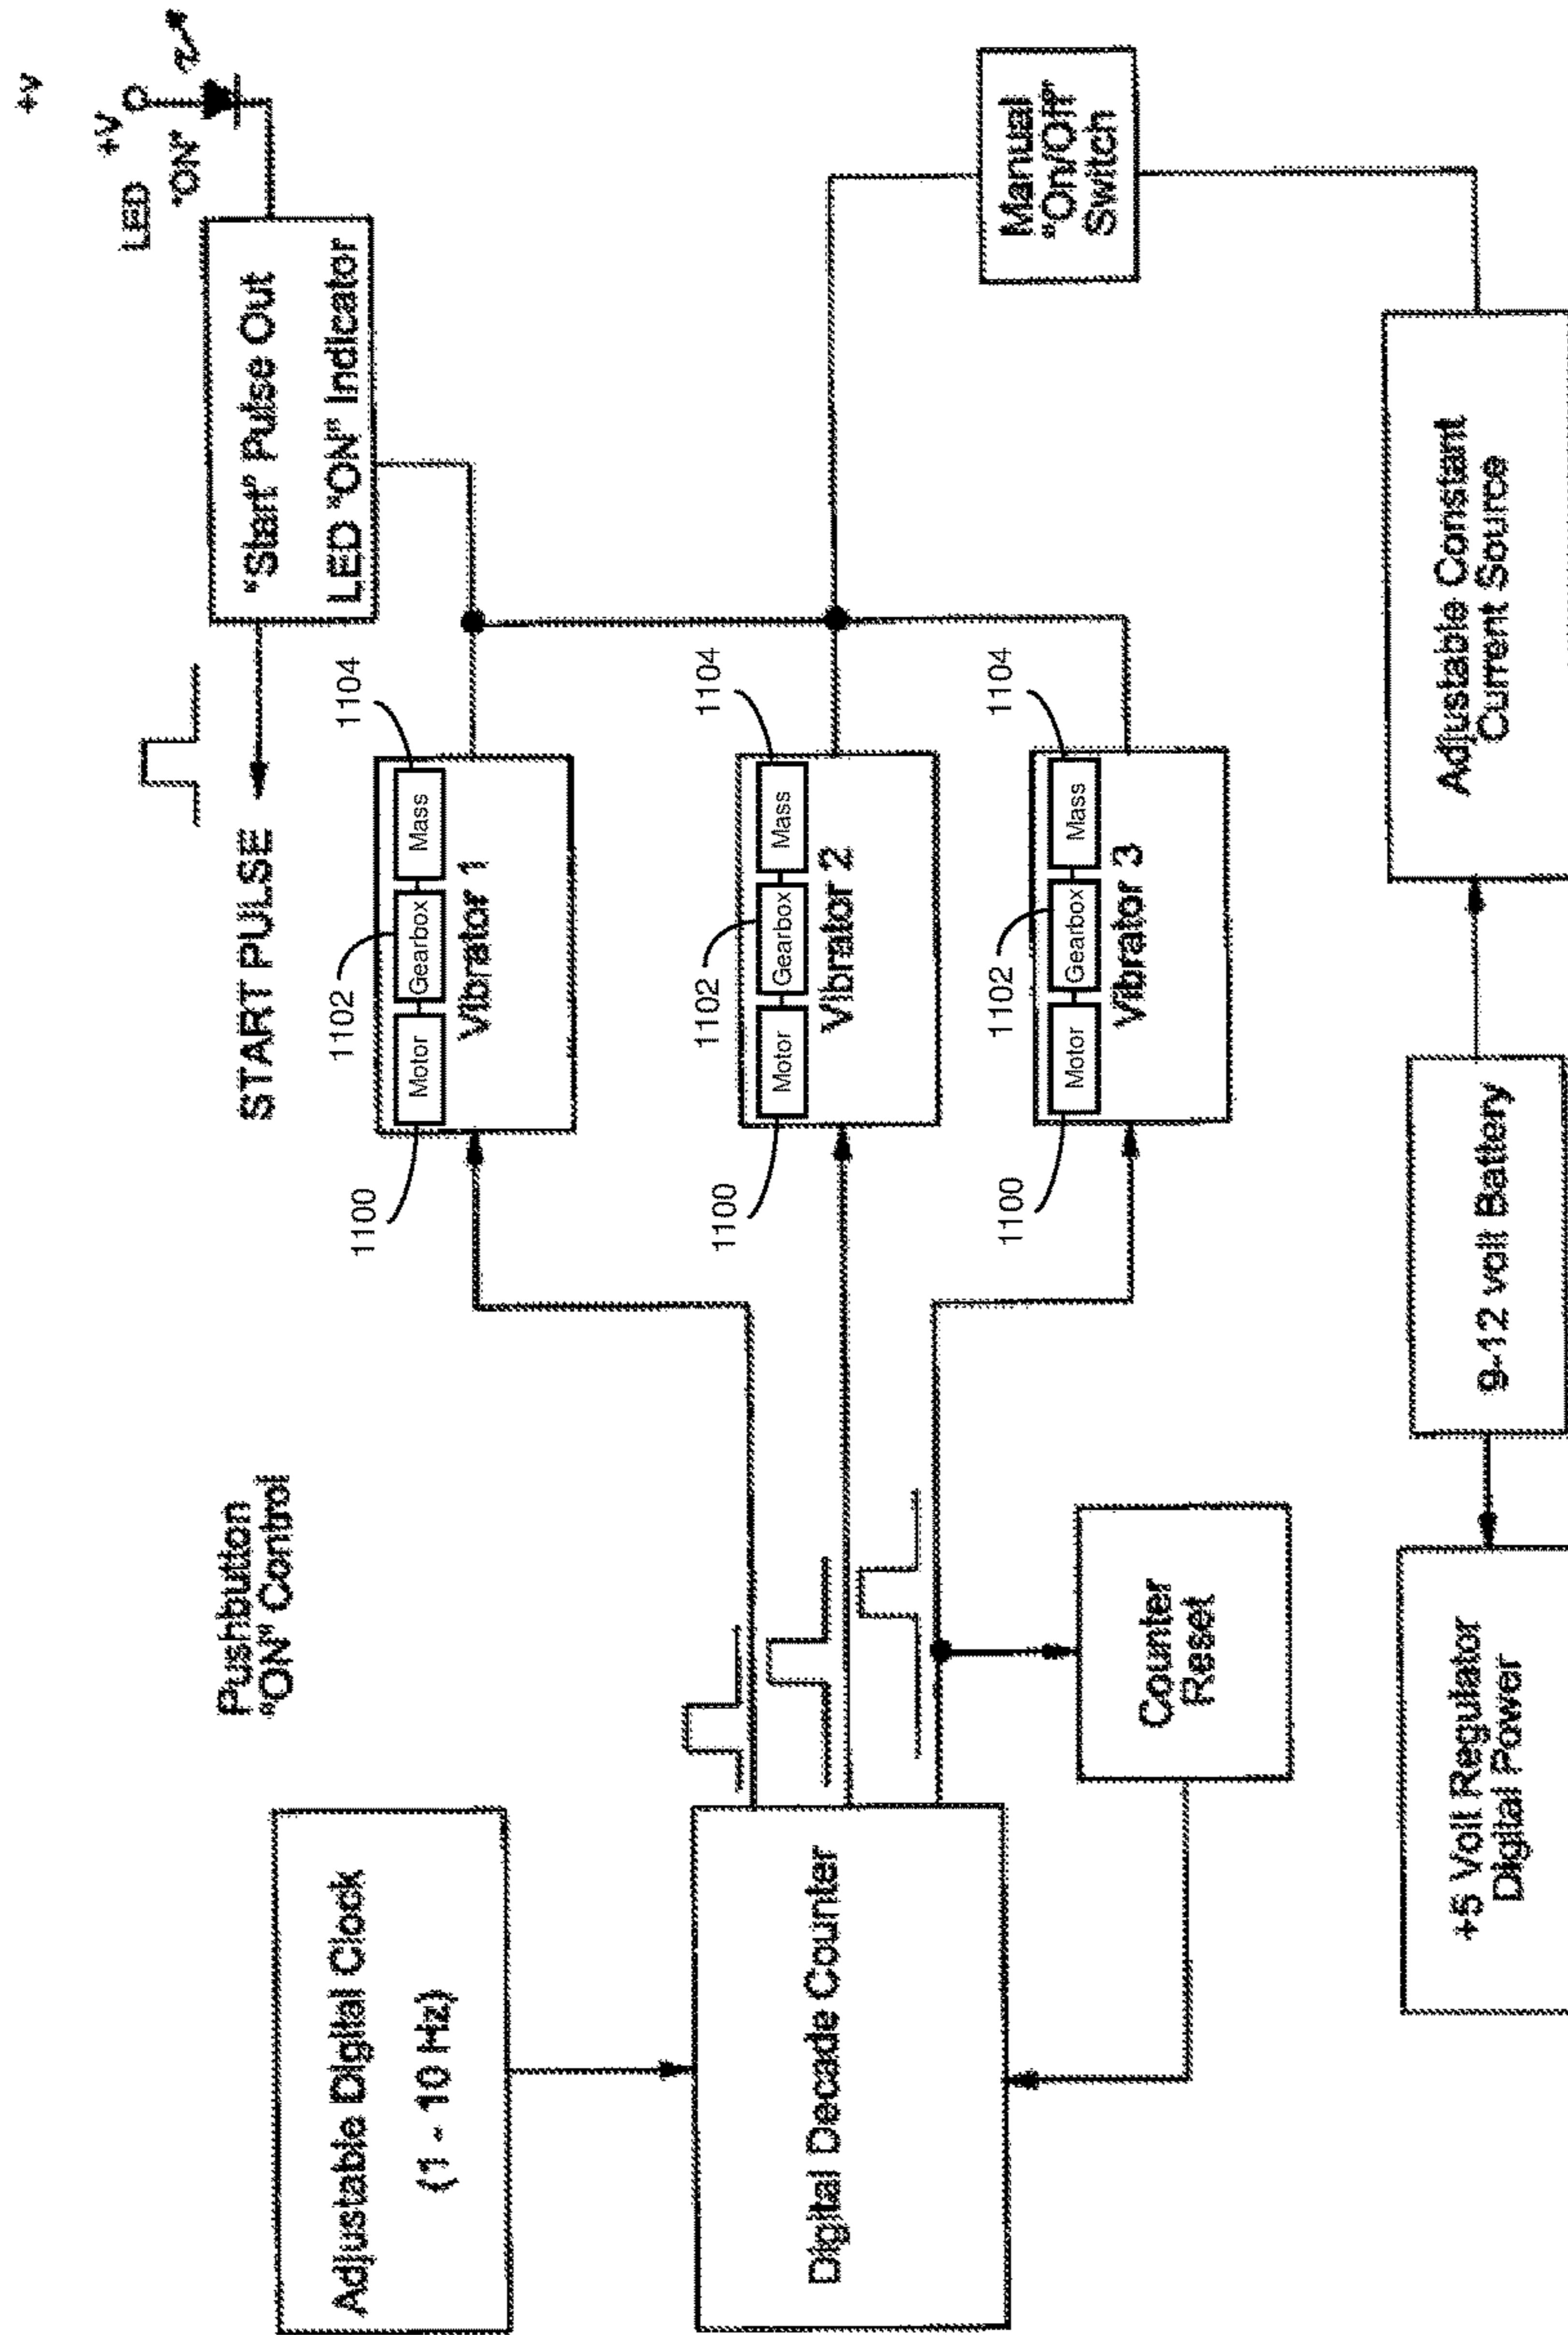 +V
+V
LED
"ON"
Pushbutton
"ON" Control
START PULSE
"Start" Pulse Out
LED "ON" Indicator
Adjustable Digital Clock
(1 - 10 Hz)
1100
1102
1104
Motor
Gearbox
Mass
Vibrator 1
Digital Decade Counter
1100
1102
1104
Motor
Gearbox
Mass
Vibrator 2
1100
1102
1104
Motor
Gearbox
Mass
Vibrator 3
Manual
"On/Off"
Switch
Counter
Reset
+5 Volt Regulator
Digital Power
9-12 volt Battery
Adjustable Constant
Current Source